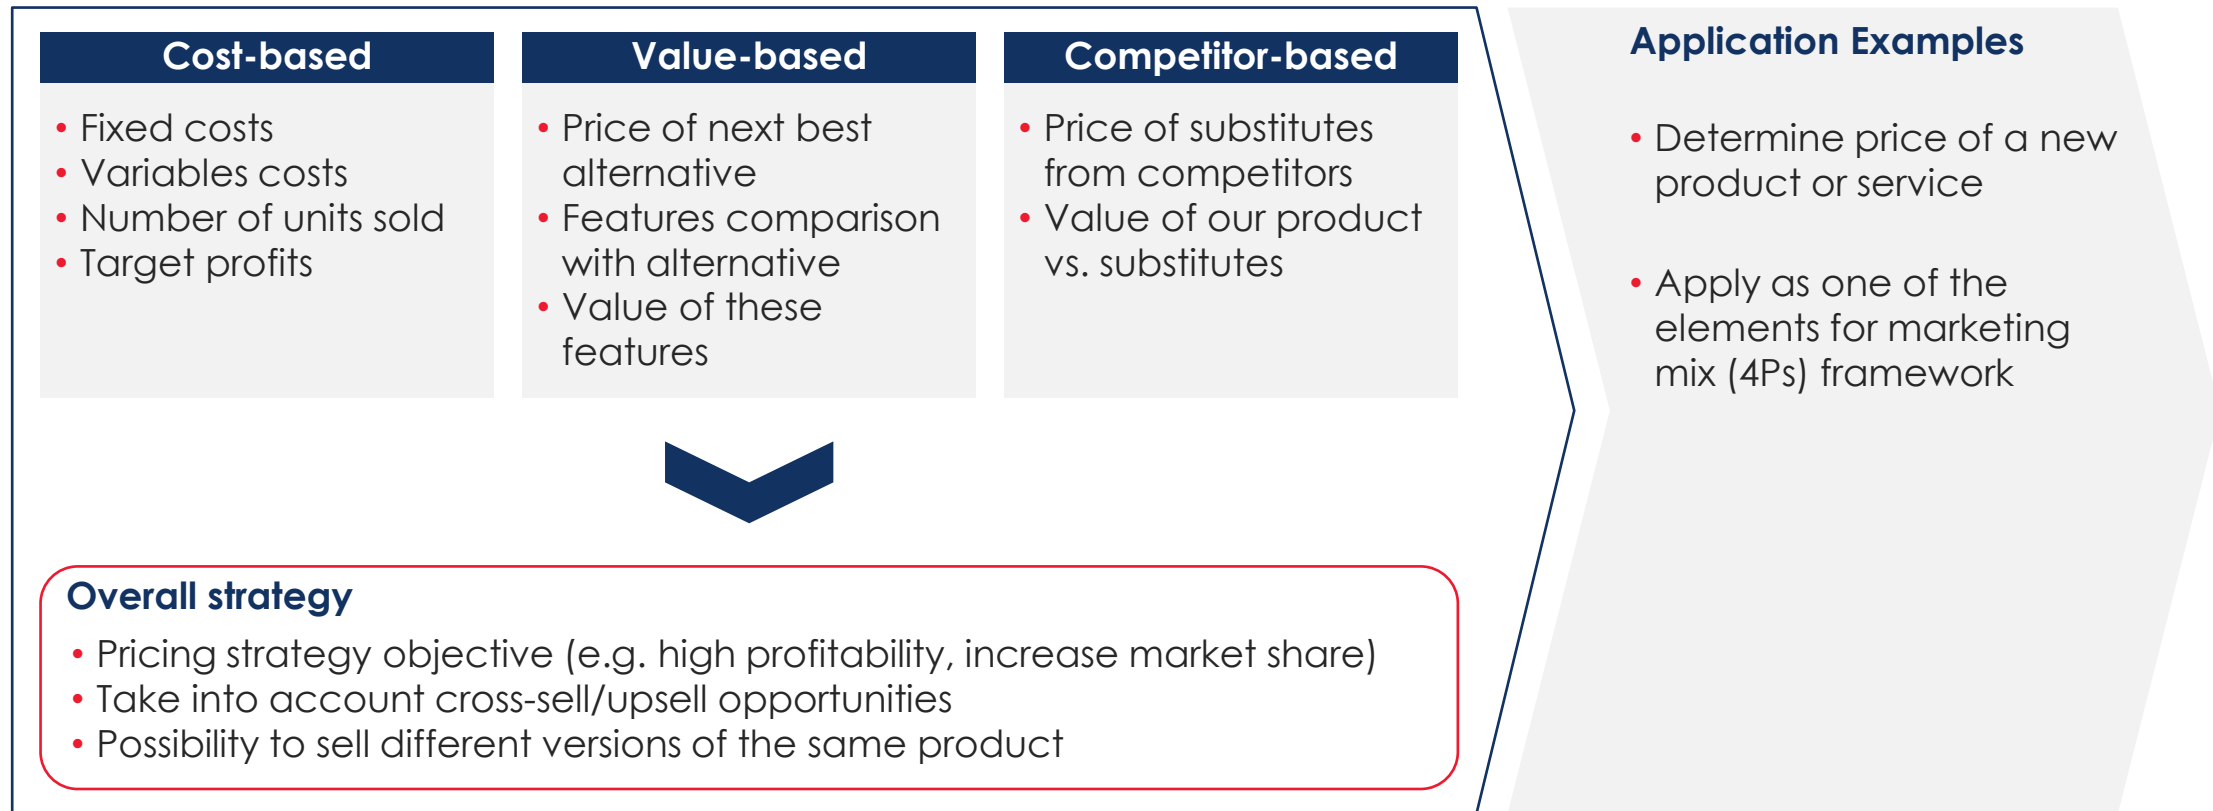 Cost-based
• Fixed costs
• Variables costs
• Number of units sold
• Target profits
Value-based
• Price of next best
alternative
• Features comparison
with alternative
• Value of these
features
Competitor-based
• Price of substitutes
from competitors
• Value of our product
vs. substitutes
Overall strategy
• Pricing strategy objective (e.g. high profitability, increase market share)
• Take into account cross-sell/upsell opportunities
• Possibility to sell different versions of the same product
Application Examples
• Determine price of a new
product or service
• Apply as one of the
elements for marketing
mix (4Ps) framework